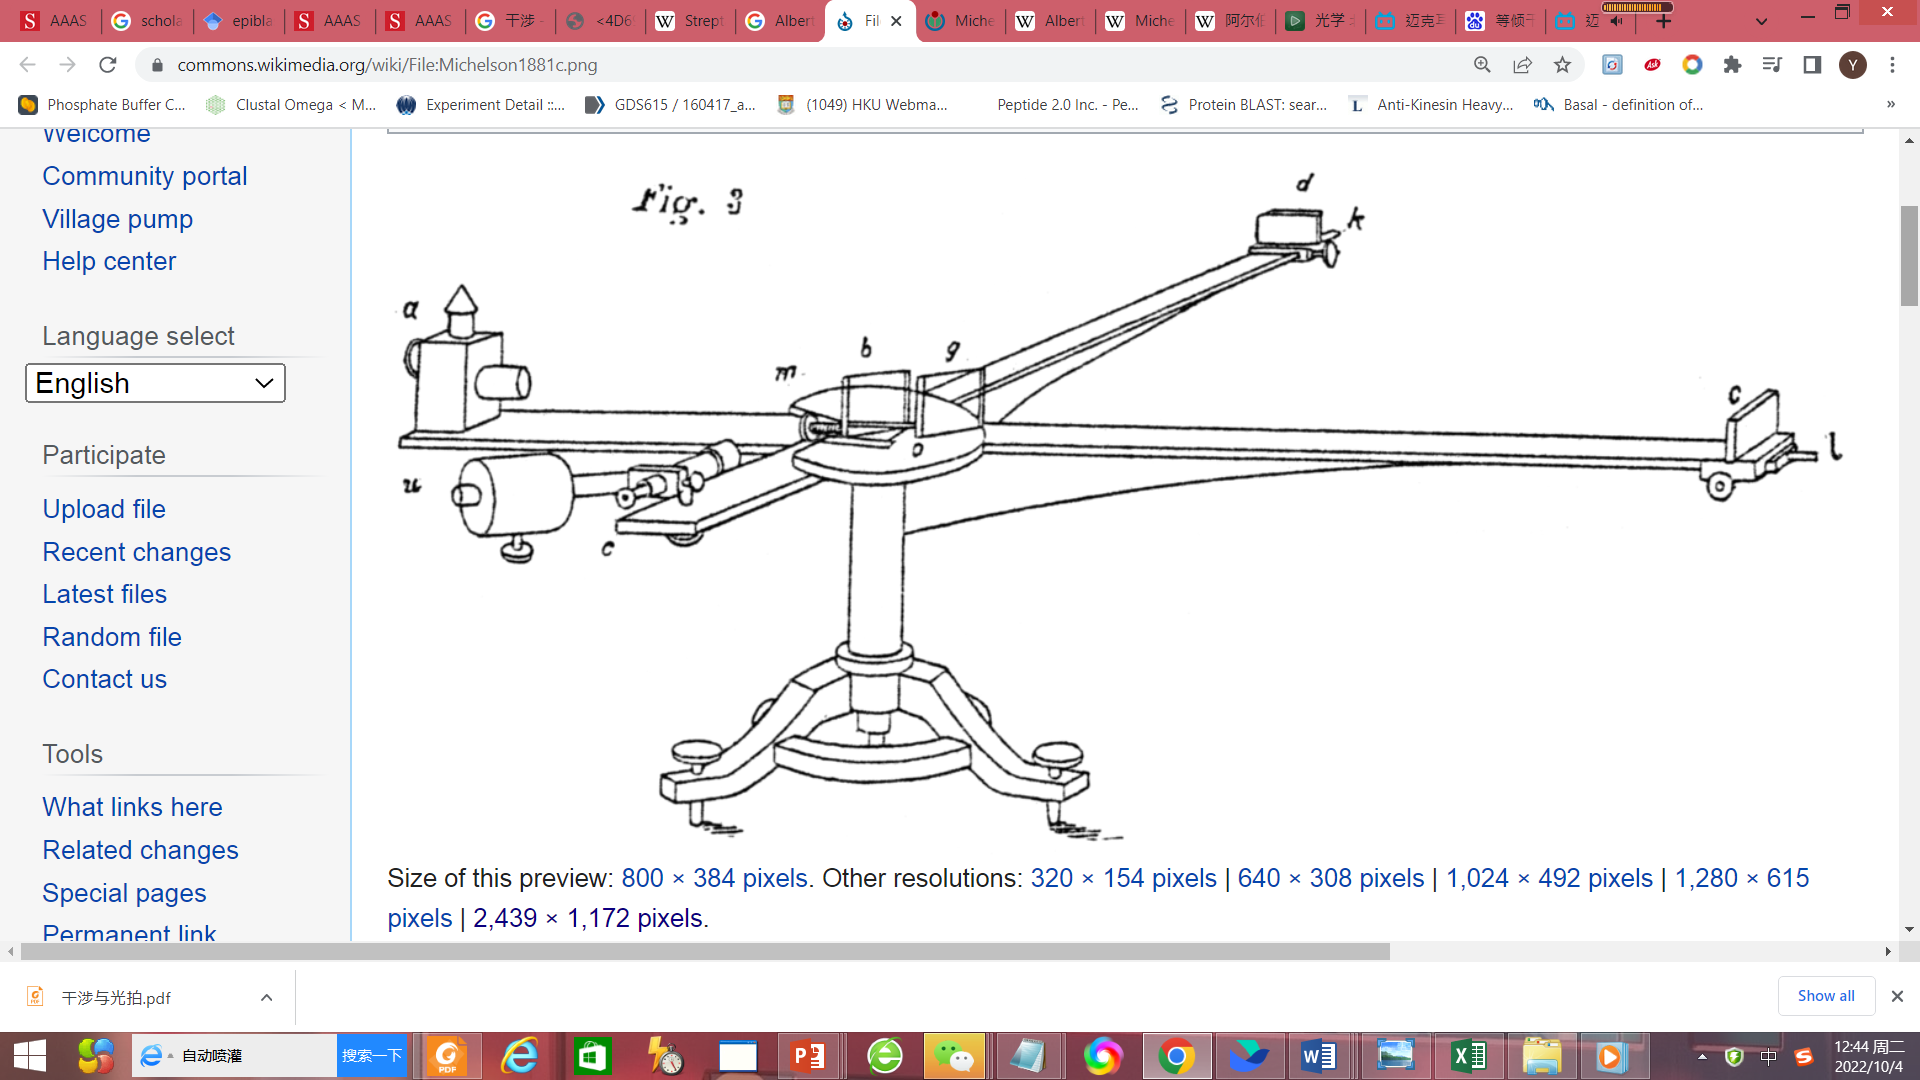 AAAS
schola
epibla
AAAS
AAAS
干涉 -
<4D6
Strept
Albert
Fil
Miche
Albert
Miche
阿尔伯
光学
迈克耳
等倾干
迈
commons.wikimedia.org/wiki/File:Michelson1881c.png
Ask
Y
Phosphate Buffer C...
Clustal Omega < M...
Experiment Detail ::...
GDS615 / 160417_a...
(1049) HKU Webma...
Peptide 2.0 Inc. - Pe...
Protein BLAST: sear...
Anti-Kinesin Heavy...
Basal - definition of...
»
Welcome
Community portal
Village pump
Help center
Language select
English
Participate
Upload file
Recent changes
Latest files
Random file
Contact us
Tools
What links here
Related changes
Special pages
Permanent link
Fig. 3
d
k
a
b
g
m
c
l
o
u
c
Size of this preview: 800 × 384 pixels. Other resolutions: 320 × 154 pixels | 640 × 308 pixels | 1,024 × 492 pixels | 1,280 × 615
pixels | 2,439 × 1,172 pixels.
干涉与光拍.pdf
Show all
自动喷灌
搜索一下
PDF
中
12:44 周二
2022/10/4